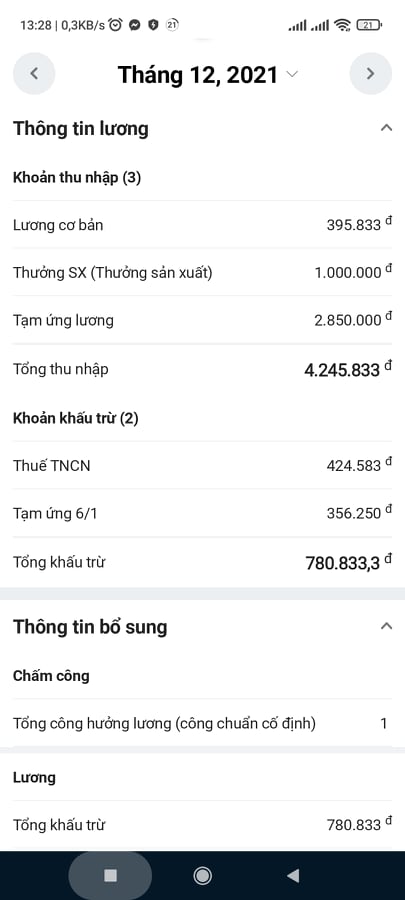 13:28 | 0,3KB/s 21 21
Tháng 12, 2021
Thông tin lương
Khoản thu nhập (3)
Lương cơ bản 395.833 đ
Thưởng SX (Thưởng sản xuất) 1.000.000 đ
Tạm ứng lương 2.850.000 đ
Tổng thu nhập 4.245.833 đ
Khoản khấu trừ (2)
Thuế TNCN 424.583 đ
Tạm ứng 6/1 356.250 đ
Tổng khấu trừ 780.833,3 đ
Thông tin bổ sung
Chấm công
Tổng công hưởng lương (công chuẩn cố định) 1
Lương
Tổng khấu trừ 780.833 đ